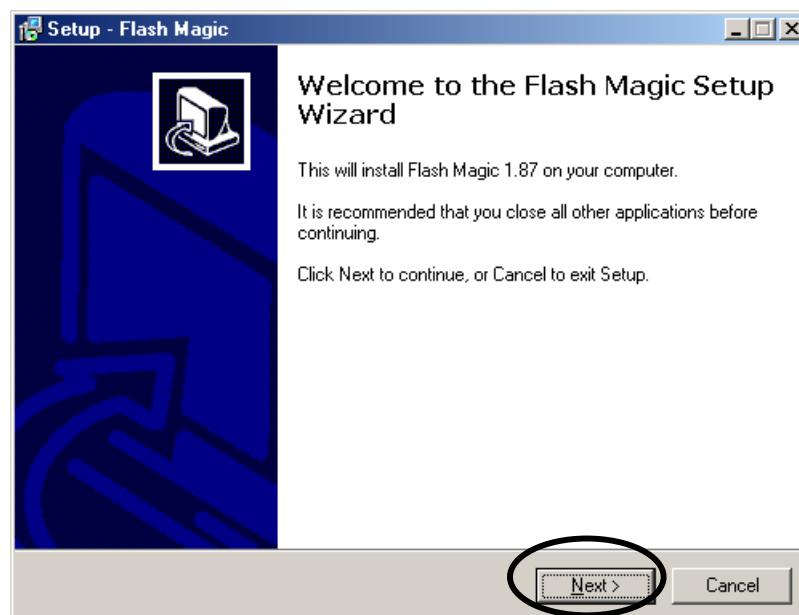 Setup - Flash Magic
Welcome to the Flash Magic Setup
Wizard
This will install Flash Magic 1.87 on your computer.
It is recommended that you close all other applications before
continuing.
Click Next to continue, or Cancel to exit Setup.
Next >
Cancel